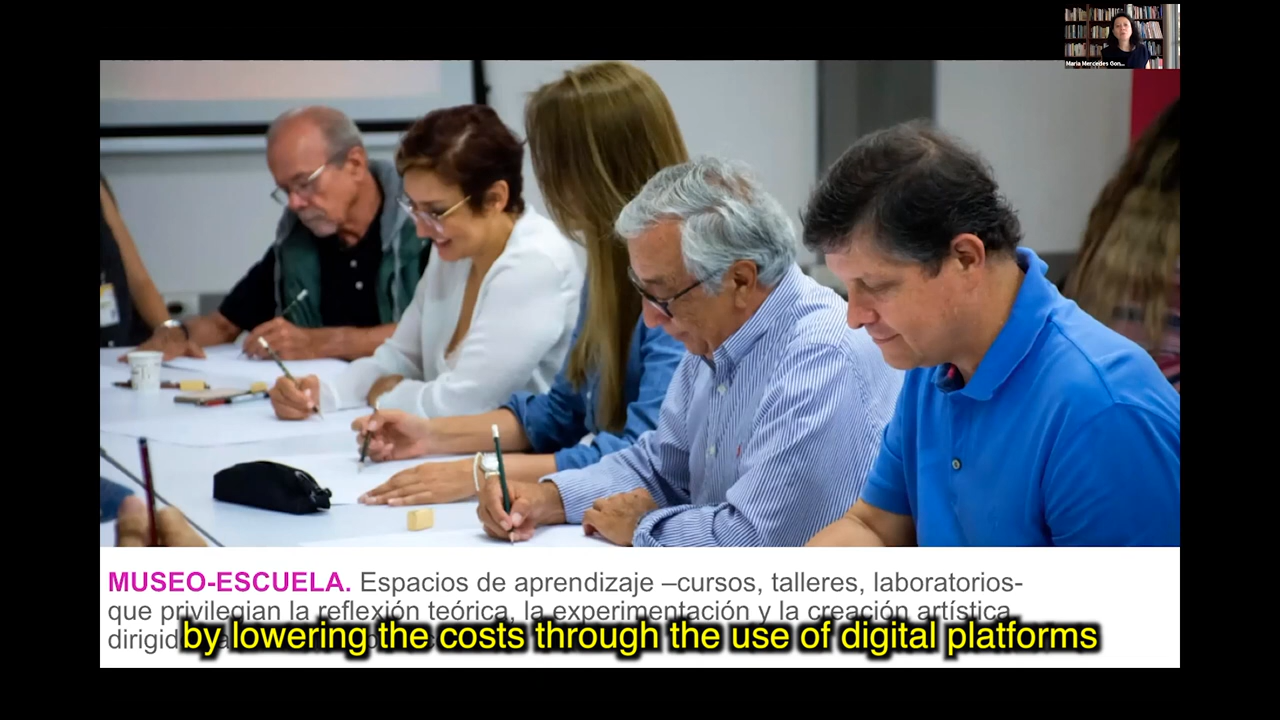 Maria Mercedes Gon...
MUSEO-ESCUELA. Espacios de aprendizaje –cursos, talleres, laboratorios-
que privilegian la reflexión teórica, la experimentación y la creación artística
by lowering the costs through the use of digital platforms